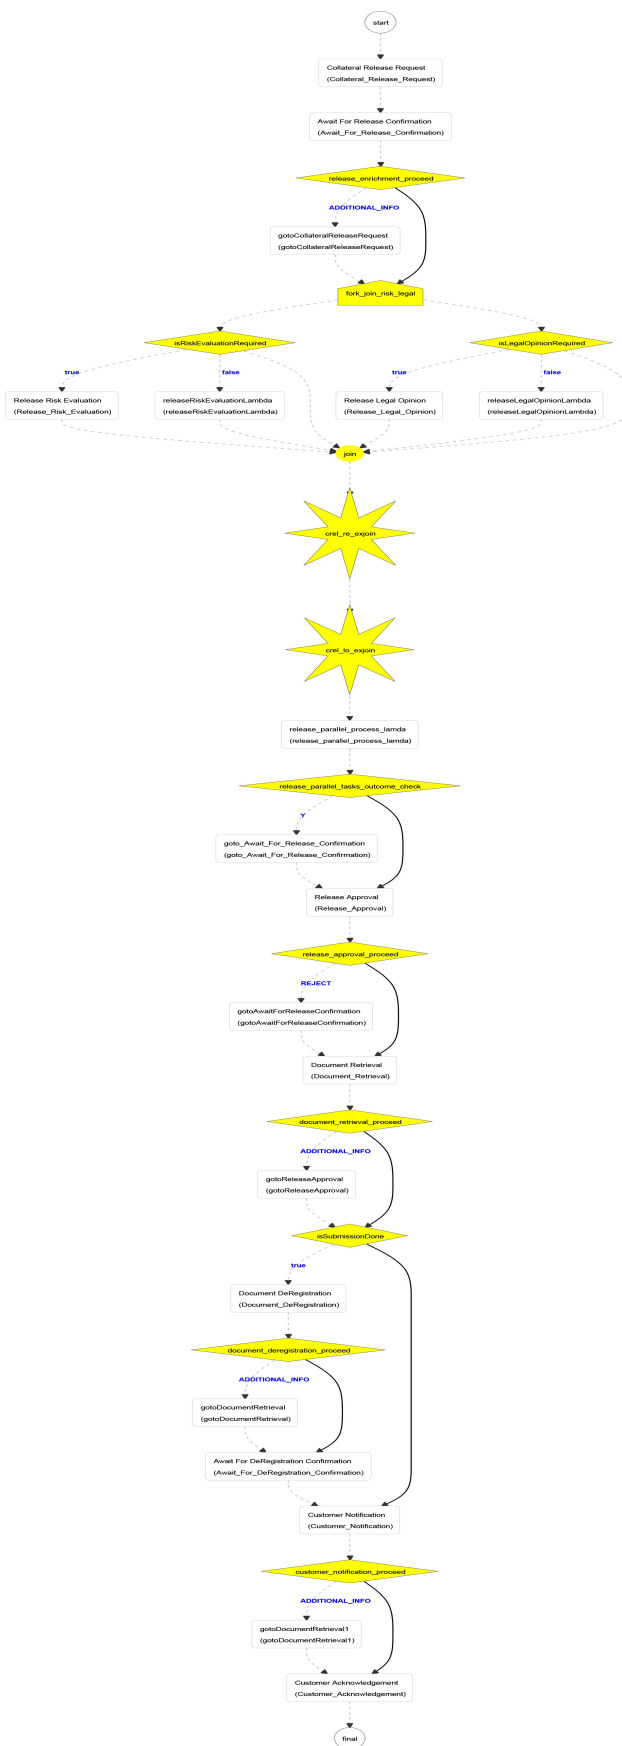 start
Collateral Release Request
(Collateral_Release_Request)
Await For Release Confirmation
(Await_For_Release_Confirmation)
release_enrichment_proceed
ADDITIONAL_INFO
gotoCollateralReleaseRequest
(gotoCollateralReleaseRequest)
fork_join_risk_legal
isRiskEvaluationRequired
isLegalOpinionRequired
true
false
true
false
Release Risk Evaluation
(Release_Risk_Evaluation)
releaseRiskEvaluationLambda
(releaseRiskEvaluationLambda)
Release Legal Opinion
(Release_Legal_Opinion)
releaseLegalOpinionLambda
(releaseLegalOpinionLambda)
join
crel_re_exjoin
crel_lo_exjoin
release_parallel_process_lamda
(release_parallel_process_lamda)
release_parallel_tasks_outcome_check
Y
goto_Await_For_Release_Confirmation
(goto_Await_For_Release_Confirmation)
Release Approval
(Release_Approval)
release_approval_proceed
REJECT
gotoAwaitForReleaseConfirmation
(gotoAwaitForReleaseConfirmation)
Document Retrieval
(Document_Retrieval)
document_retrieval_proceed
ADDITIONAL_INFO
gotoReleaseApproval
(gotoReleaseApproval)
isSubmissionDone
true
Document DeRegistration
(Document_DeRegistration)
document_deregistration_proceed
ADDITIONAL_INFO
gotoDocumentRetrieval
(gotoDocumentRetrieval)
Await For DeRegistration Confirmation
(Await_For_DeRegistration_Confirmation)
Customer Notification
(Customer_Notification)
customer_notification_proceed
ADDITIONAL_INFO
gotoDocumentRetrieval1
(gotoDocumentRetrieval1)
Customer Acknowledgement
(Customer_Acknowledgement)
final